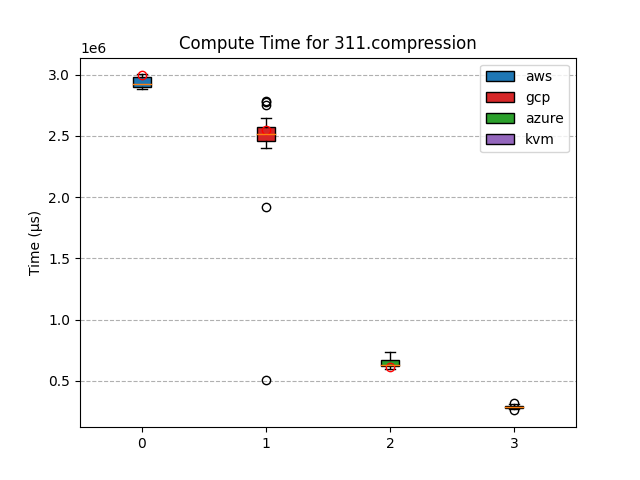 Compute Time for 311.compression
1e6
3.0
2.5
2.0
1.5
1.0
0.5
Time (μs)
0 1 2 3
aws
gcp
azure
kvm